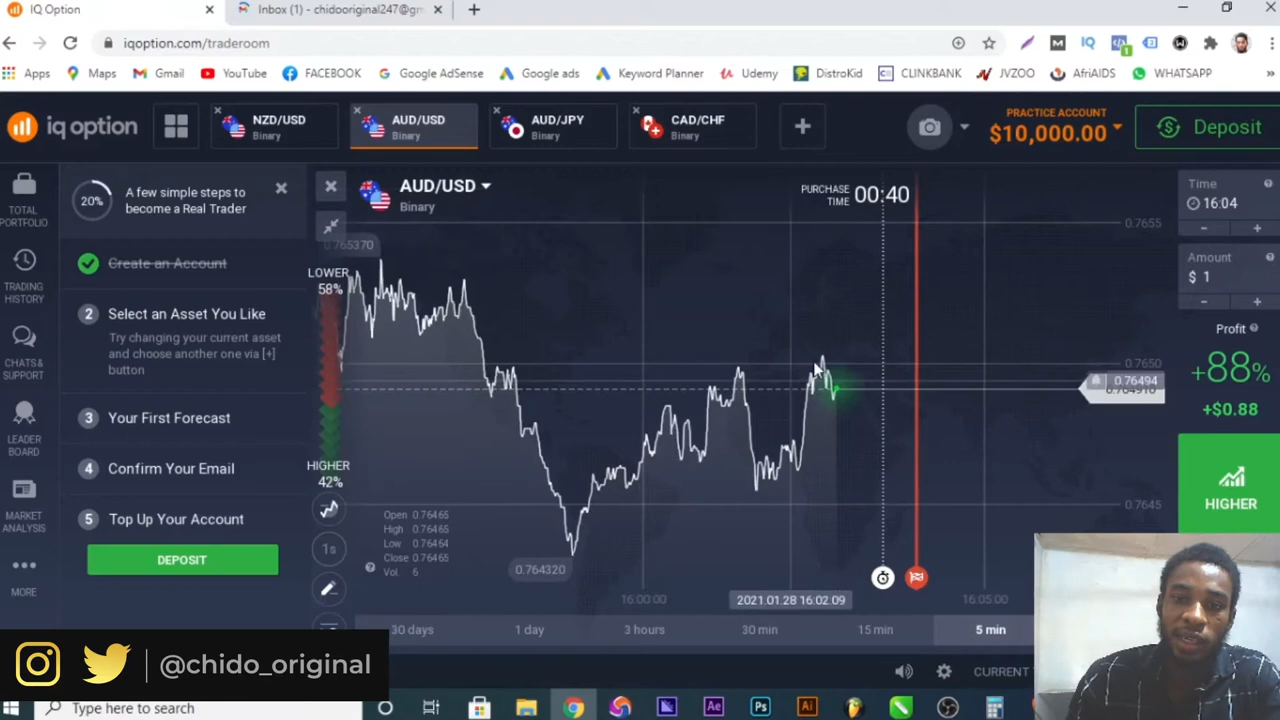 IQ Option
Inbox (1) - chidooriginal247@gm
iqoption.com/traderoom
Apps
Maps
Gmail
YouTube
FACEBOOK
Google AdSense
Google ads
Keyword Planner
Udemy
DistroKid
CLINKBANK
JVZOO
AfriAIDS
WHATSAPP
iq option
NZD/USD
Binary
AUD/USD
Binary
AUD/JPY
Binary
CAD/CHF
Binary
PRACTICE ACCOUNT
$10,000.00
Deposit
TOTAL
PORTFOLIO
TRADING
HISTORY
CHATS &
SUPPORT
LEADER
BOARD
MARKET
ANALYSIS
MORE
20%
A few simple steps to
become a Real Trader
Create an Account
2 Select an Asset You Like
Try changing your current asset
and choose another one via [+]
button
3 Your First Forecast
4 Confirm Your Email
5 Top Up Your Account
DEPOSIT
AUD/USD
Binary
PURCHASE
TIME
00:40
0.765370
LOWER
58%
HIGHER
42%
1s
Open 0.76465
High 0.76465
Low 0.76464
Close 0.76465
Vol. 6
0.764320
0.7655
0.7650
0.76494
0.7645
16:00:00
2021.01.28 16:02.09
16:05:00
30 days
1 day
3 hours
30 min
15 min
5 min
CURRENT
Time
16:04
Amount
$ 1
Profit
+88%
+$0.88
HIGHER
@chido_original
Type here to search